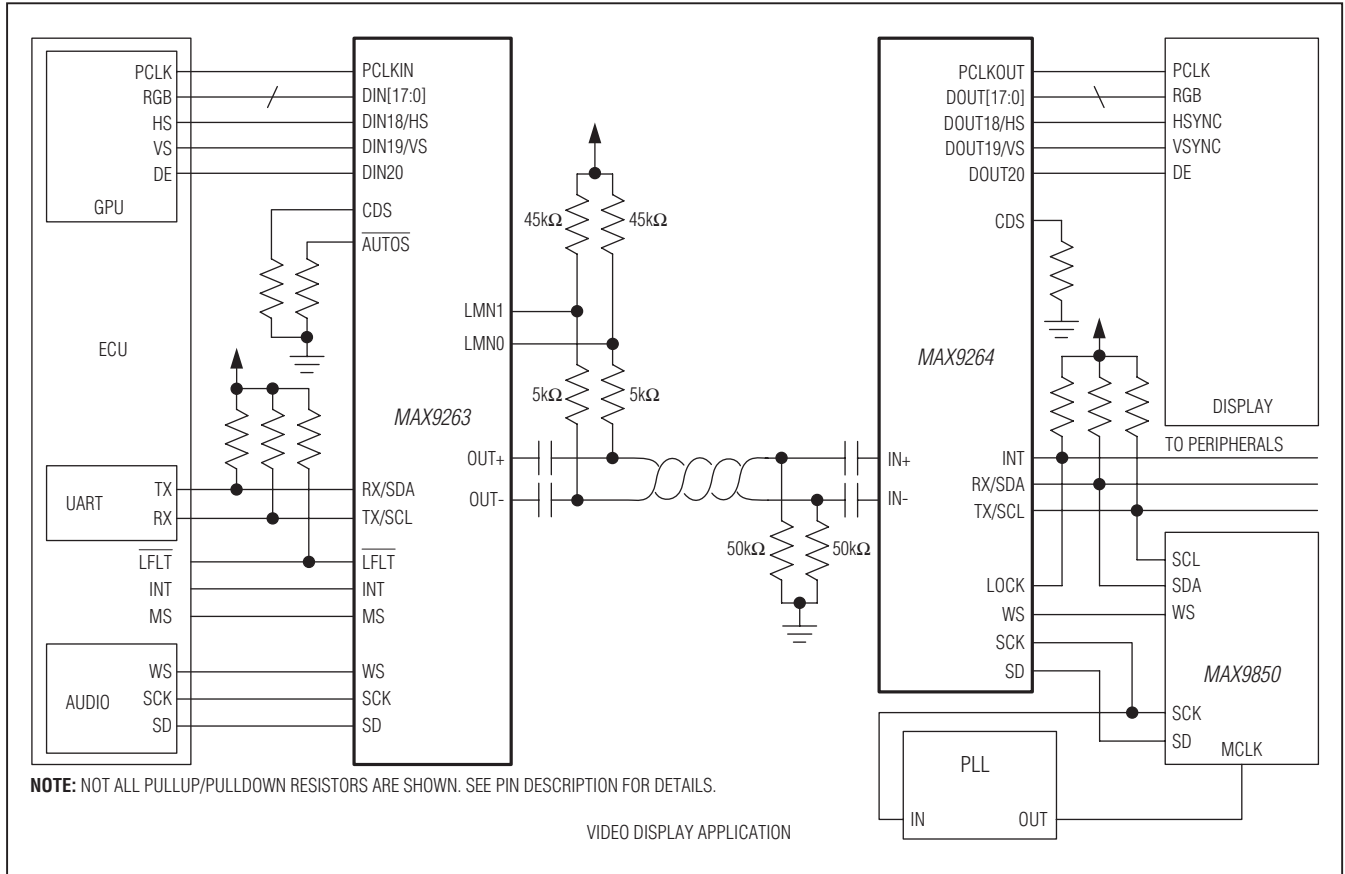 ECU
GPU
PCLK
RGB
HS
VS
DE
UART
TX
RX
L̅F̅L̅T̅
INT
MS
AUDIO
WS
SCK
SD
MAX9263
PCLKIN
DIN[17:0]
DIN18/HS
DIN19/VS
DIN20
CDS
A̅U̅T̅O̅S̅
RX/SDA
TX/SCL
L̅F̅L̅T̅
INT
MS
WS
SCK
SD
LMN1
LMN0
OUT+
OUT-
45kΩ
45kΩ
5kΩ
5kΩ
50kΩ
50kΩ
MAX9264
IN+
IN-
PCLKOUT
DOUT[17:0]
DOUT18/HS
DOUT19/VS
DOUT20
CDS
INT
RX/SDA
TX/SCL
LOCK
WS
SCK
SD
PCLK
RGB
HSYNC
VSYNC
DE
DISPLAY
TO PERIPHERALS
SCL
SDA
WS
MAX9850
SCK
SD
MCLK
PLL
IN
OUT
NOTE: NOT ALL PULLUP/PULLDOWN RESISTORS ARE SHOWN. SEE PIN DESCRIPTION FOR DETAILS.
VIDEO DISPLAY APPLICATION